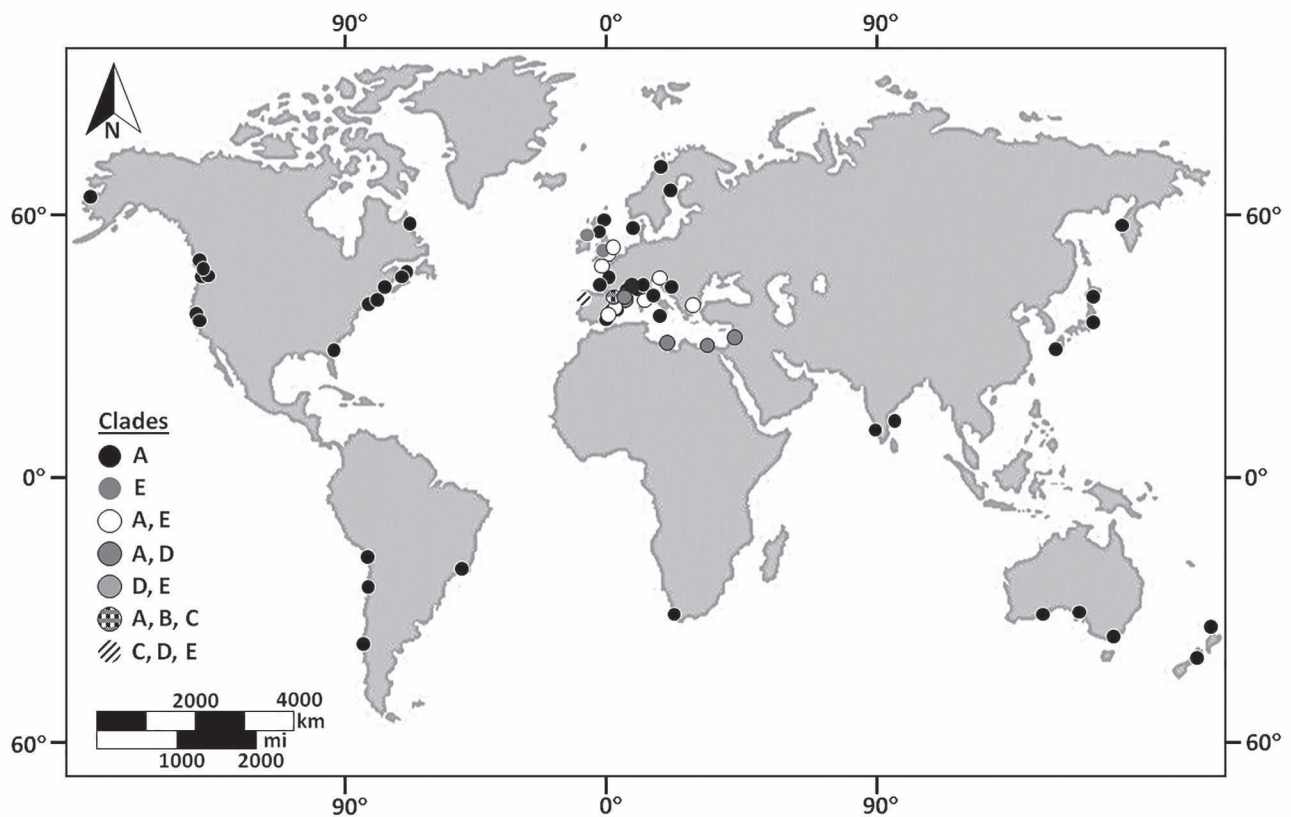 90° 0° 90°
N
60° 60°
0° 0°
Clades
A
E
A, E
A, D
D, E
A, B, C
C, D, E
2000 4000
km
mi
1000 2000
60° 60°
90° 0° 90°